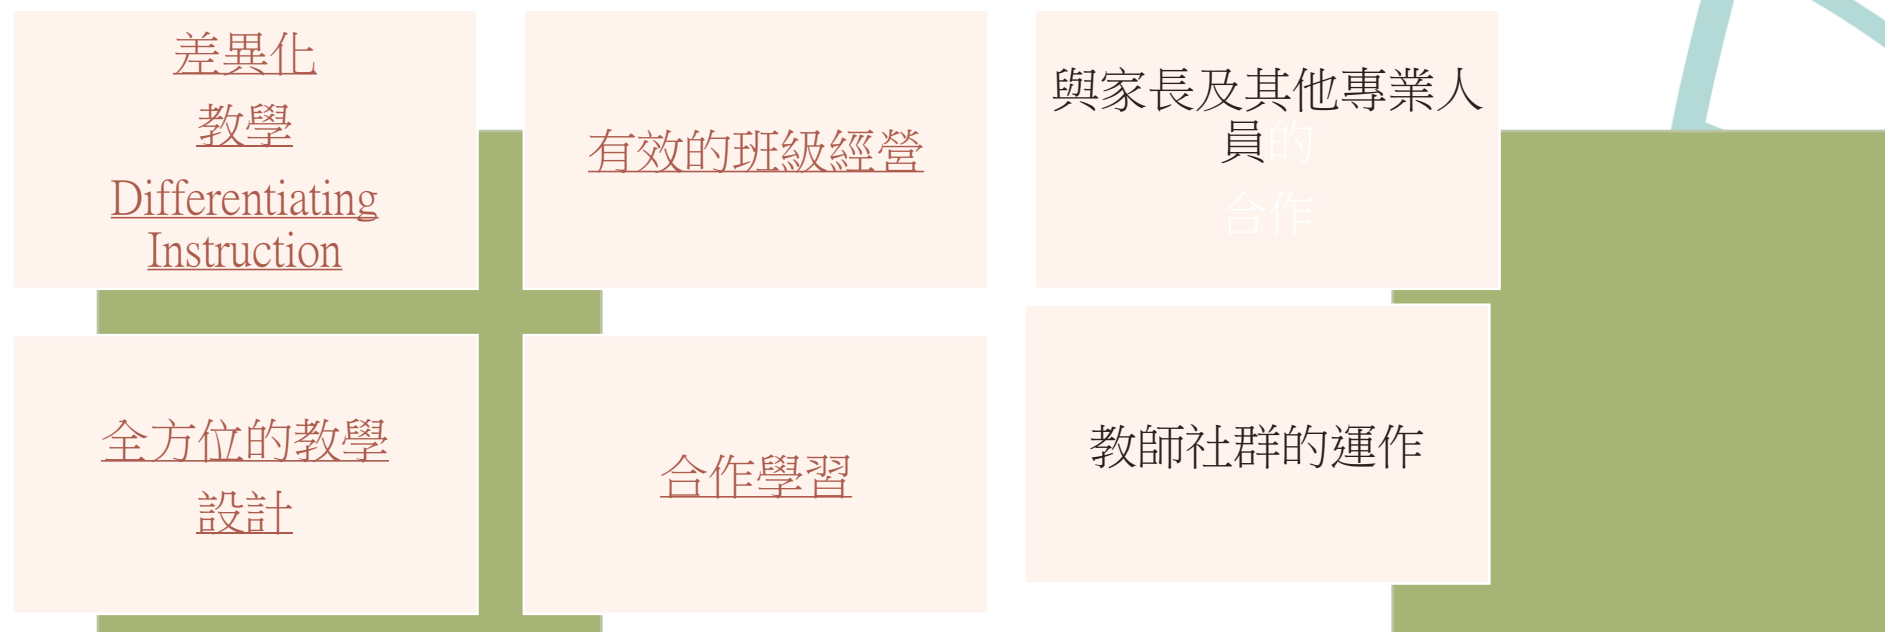 差異化
教學
Differentiating
Instruction
有效的班級經營
與家長及其他專業人
員的
合作
全方位的教學
設計
合作學習
教師社群的運作